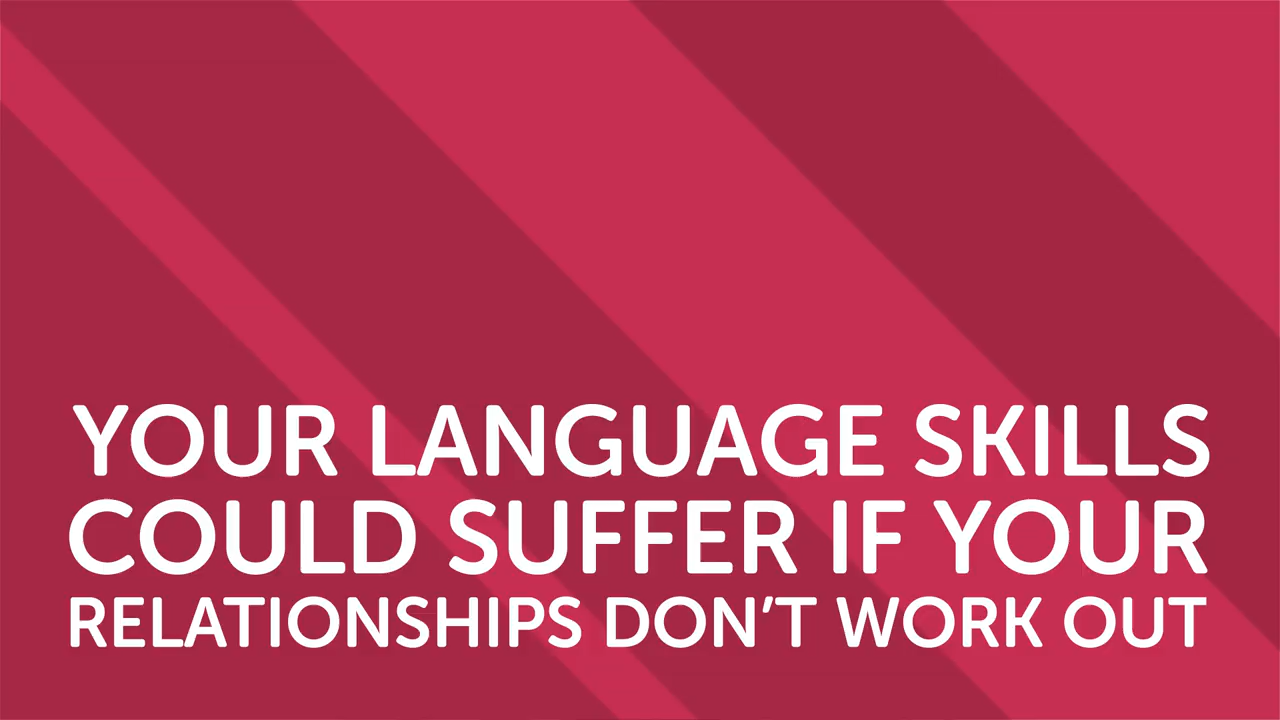 YOUR LANGUAGE SKILLS
COULD SUFFER IF YOUR
RELATIONSHIPS DON'T WORK OUT